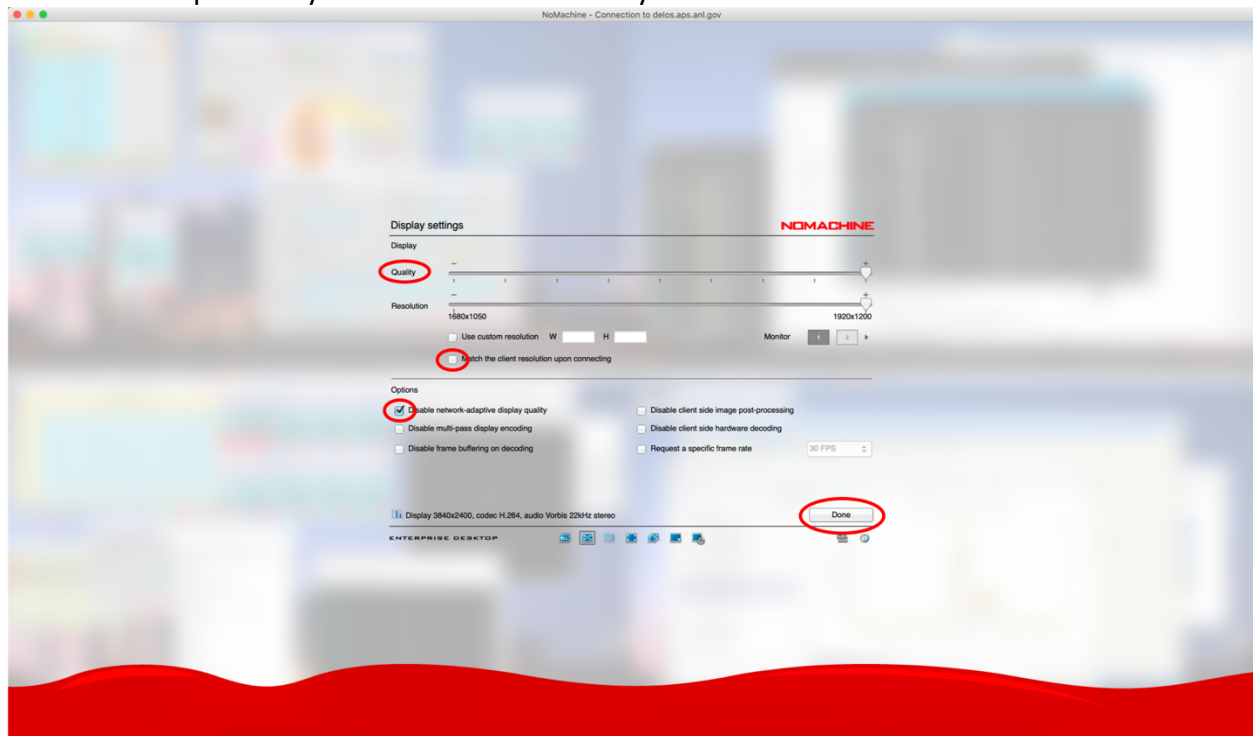 NoMachine - Connection to delos.aps.anl.gov
Display settings
NOMACHINE
Display
Quality
Resolution
1680x1050 1920x1200
Use custom resolution W H Monitor 1 2
Match the client resolution upon connecting
Options
Disable network-adaptive display quality Disable client side image post-processing
Disable multi-pass display encoding Disable client side hardware decoding
Disable frame buffering on decoding Request a specific frame rate 30 FPS
Display 3840x2400, codec H.264, audio Vorbis 22kHz stereo Done
ENTERPRISE DESKTOP